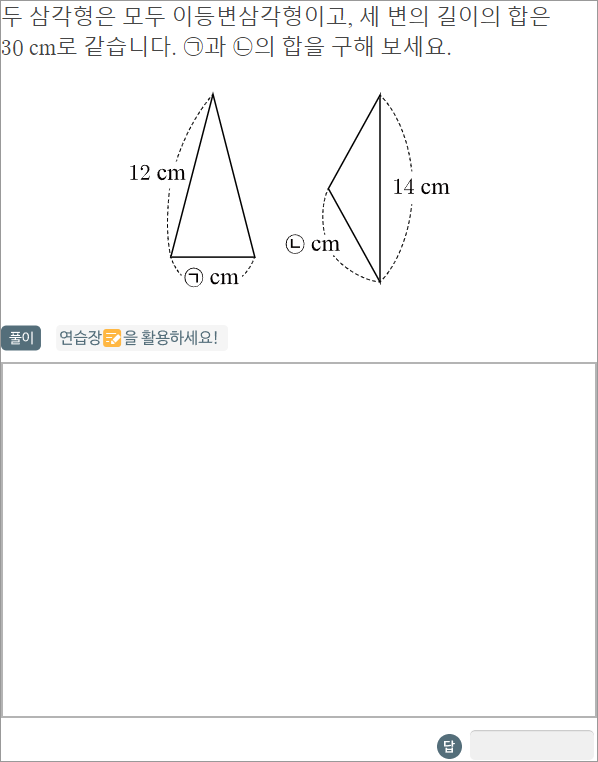 두 삼각형은 모두 이등변삼각형이고, 세 변의 길이의 합은
30 cm로 같습니다. ㉠과 ㉡의 합을 구해 보세요.
12 cm
14 cm
㉡ cm
㉠ cm
풀이 연습장을 활용하세요!
답